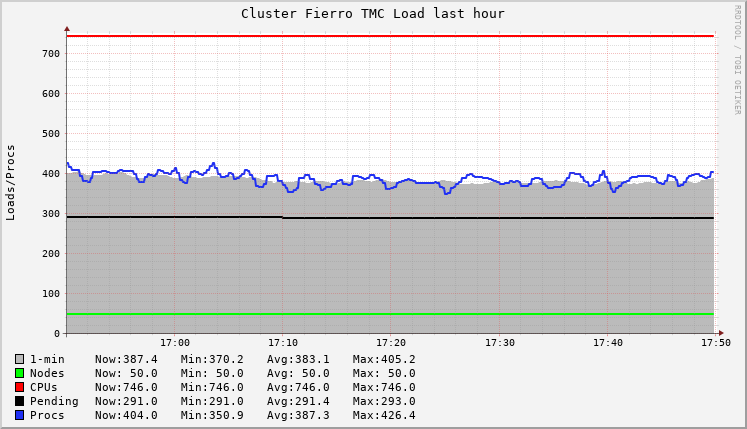 Cluster Fierro TMC Load last hour
RRDTOOL / TOBI OETIKER
Loads/Procs
700
600
500
400
300
200
100
0
17:00 17:10 17:20 17:30 17:40 17:50
1-min Now:387.4 Min:370.2 Avg:383.1 Max:405.2
Nodes Now: 50.0 Min: 50.0 Avg: 50.0 Max: 50.0
CPUs Now:746.0 Min:746.0 Avg:746.0 Max:746.0
Pending Now:291.0 Min:291.0 Avg:291.4 Max:293.0
Procs Now:404.0 Min:350.9 Avg:387.3 Max:426.4